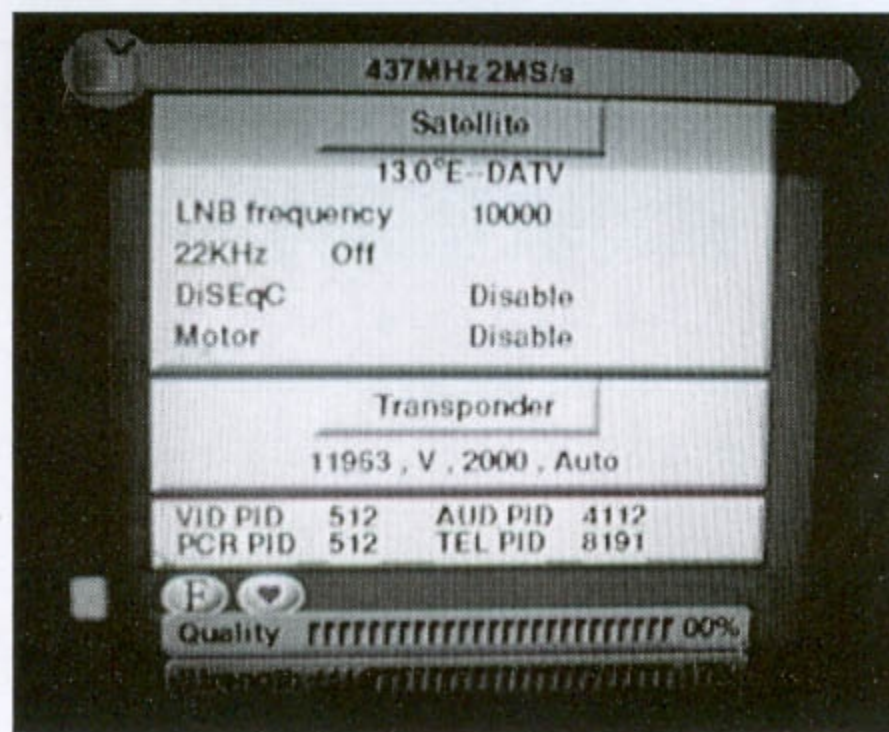 437MHz 2MS/s
Satellite
13.0°E--DATV
LNB frequency 10000
22KHz Off
DiSEqC Disable
Motor Disable
Transponder
11963 , V , 2000 , Auto
VID PID 512 AUD PID 4112
PCR PID 512 TEL PID 8191
F
Quality 00%
Strength